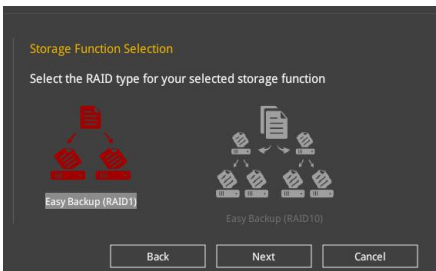 Storage Function Selection
Select the RAID type for your selected storage function
Easy Backup (RAID1)
Easy Backup (RAID10)
Back
Next
Cancel